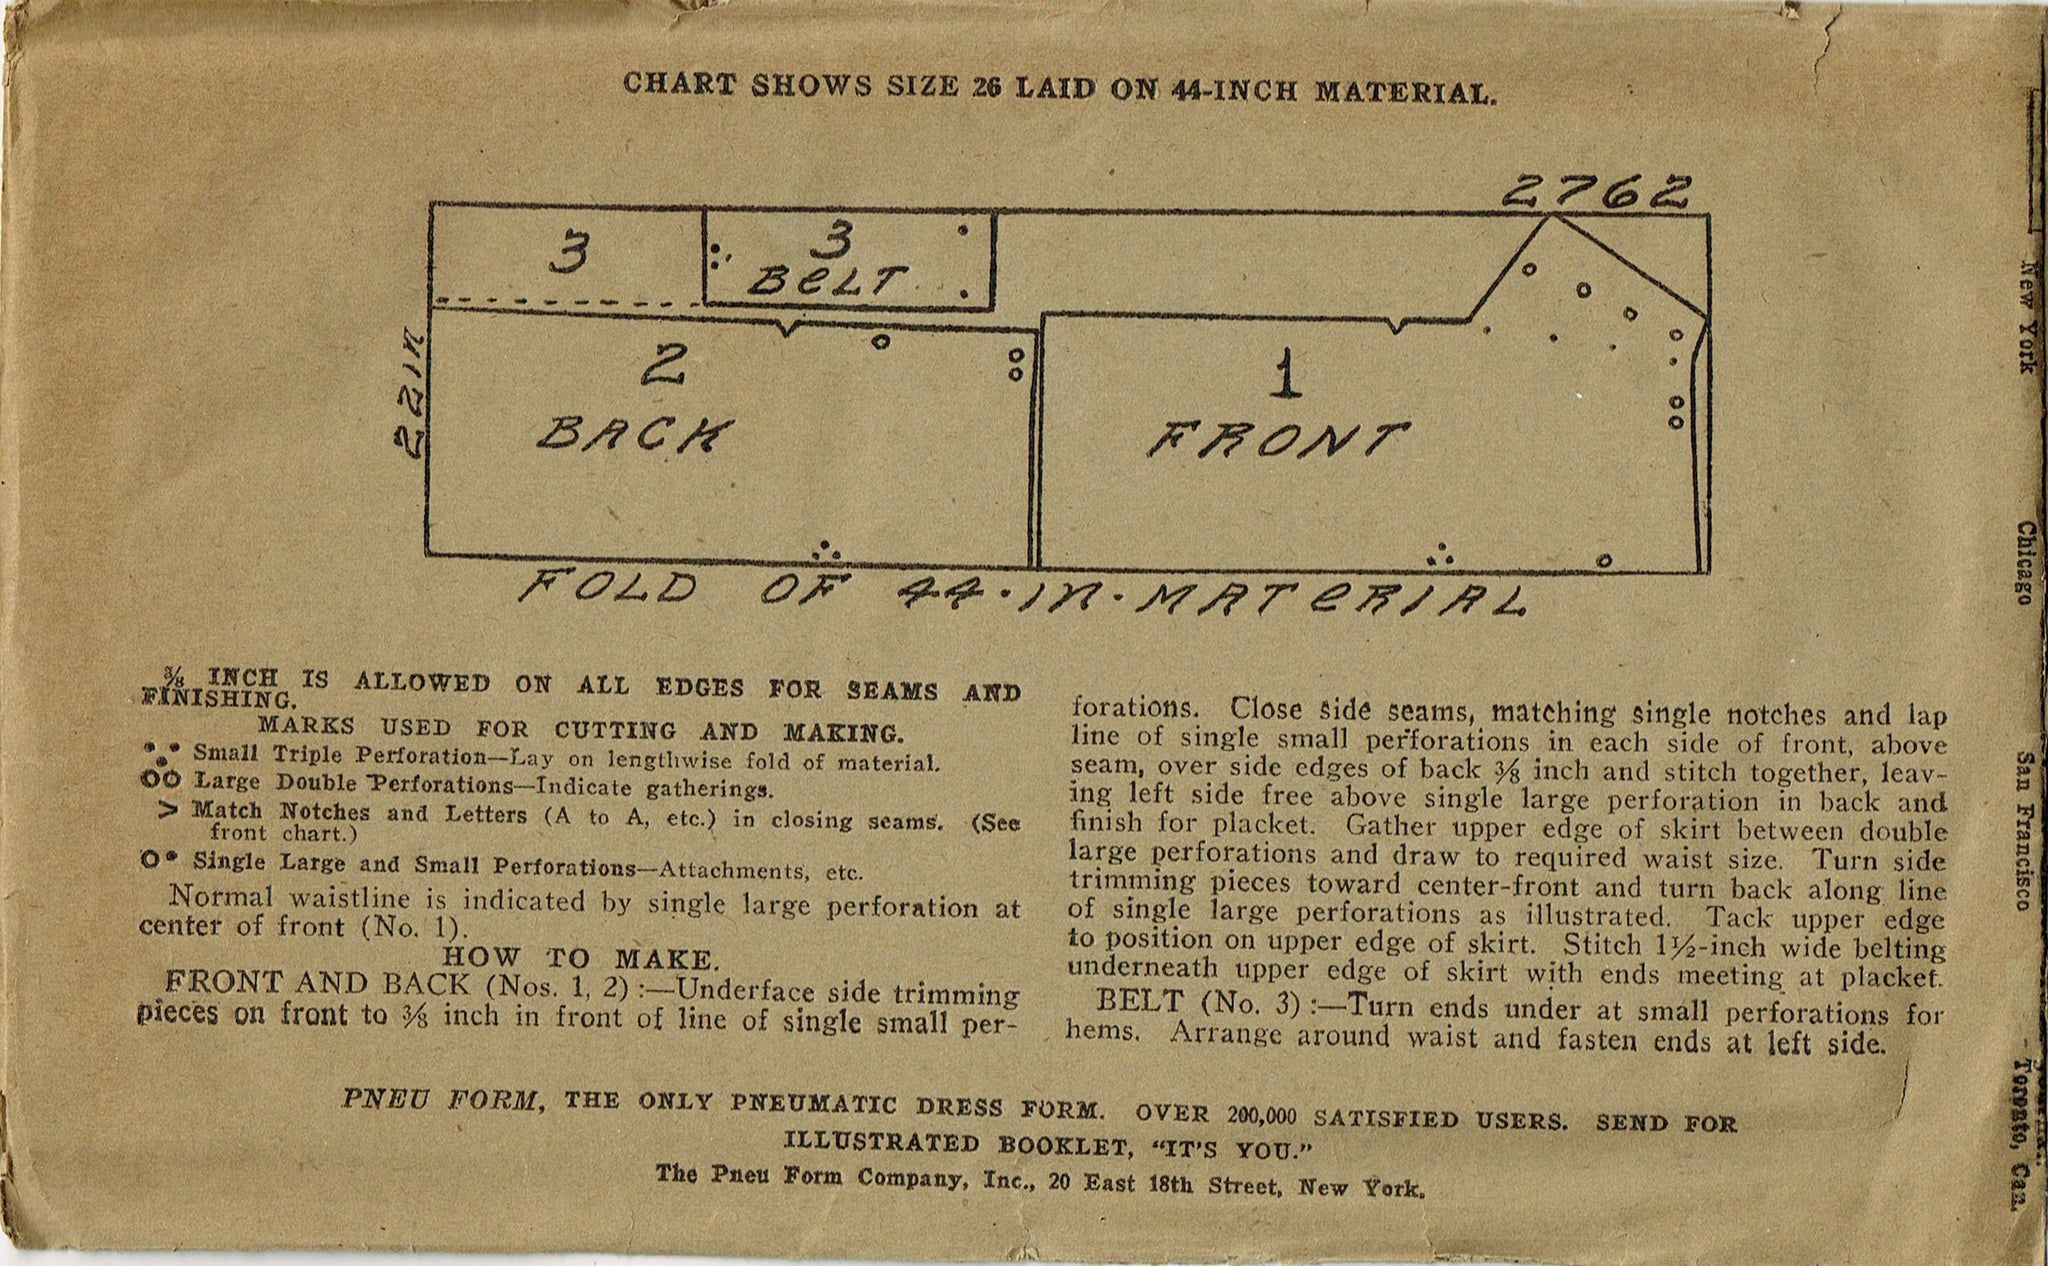 CHART SHOWS SIZE 26 LAID ON 44-INCH MATERIAL.
2762
3
3
BELT
22IN
2
BACK
1
FRONT
FOLD OF 44-IN-MATERIAL
⅜ INCH IS ALLOWED ON ALL EDGES FOR SEAMS AND
FINISHING.
MARKS USED FOR CUTTING AND MAKING.
Small Triple Perforation—Lay on lengthwise fold of material.
Large Double Perforations—Indicate gatherings.
> Match Notches and Letters (A to A, etc.) in closing seams. (See
front chart.)
Single Large and Small Perforations—Attachments, etc.
Normal waistline is indicated by single large perforation at
center of front (No. 1).
HOW TO MAKE.
FRONT AND BACK (Nos. 1, 2):—Underface side trimming
pieces on front to ⅜ inch in front of line of single small per-
forations. Close side seams, matching single notches and lap
line of single small perforations in each side of front, above
seam, over side edges of back ⅜ inch and stitch together, leav-
ing left side free above single large perforation in back and
finish for placket. Gather upper edge of skirt between double
large perforations and draw to required waist size. Turn side
trimming pieces toward center-front and turn back along line
of single large perforations as illustrated. Tack upper edge
to position on upper edge of skirt. Stitch 1½-inch wide belting
underneath upper edge of skirt with ends meeting at placket.
BELT (No. 3):—Turn ends under at small perforations for
hems. Arrange around waist and fasten ends at left side.
PNEU FORM, THE ONLY PNEUMATIC DRESS FORM. OVER 200,000 SATISFIED USERS. SEND FOR
ILLUSTRATED BOOKLET, "IT'S YOU."
The Pneu Form Company, Inc., 20 East 18th Street, New York.
New York Chicago San Francisco Toronto, Can.